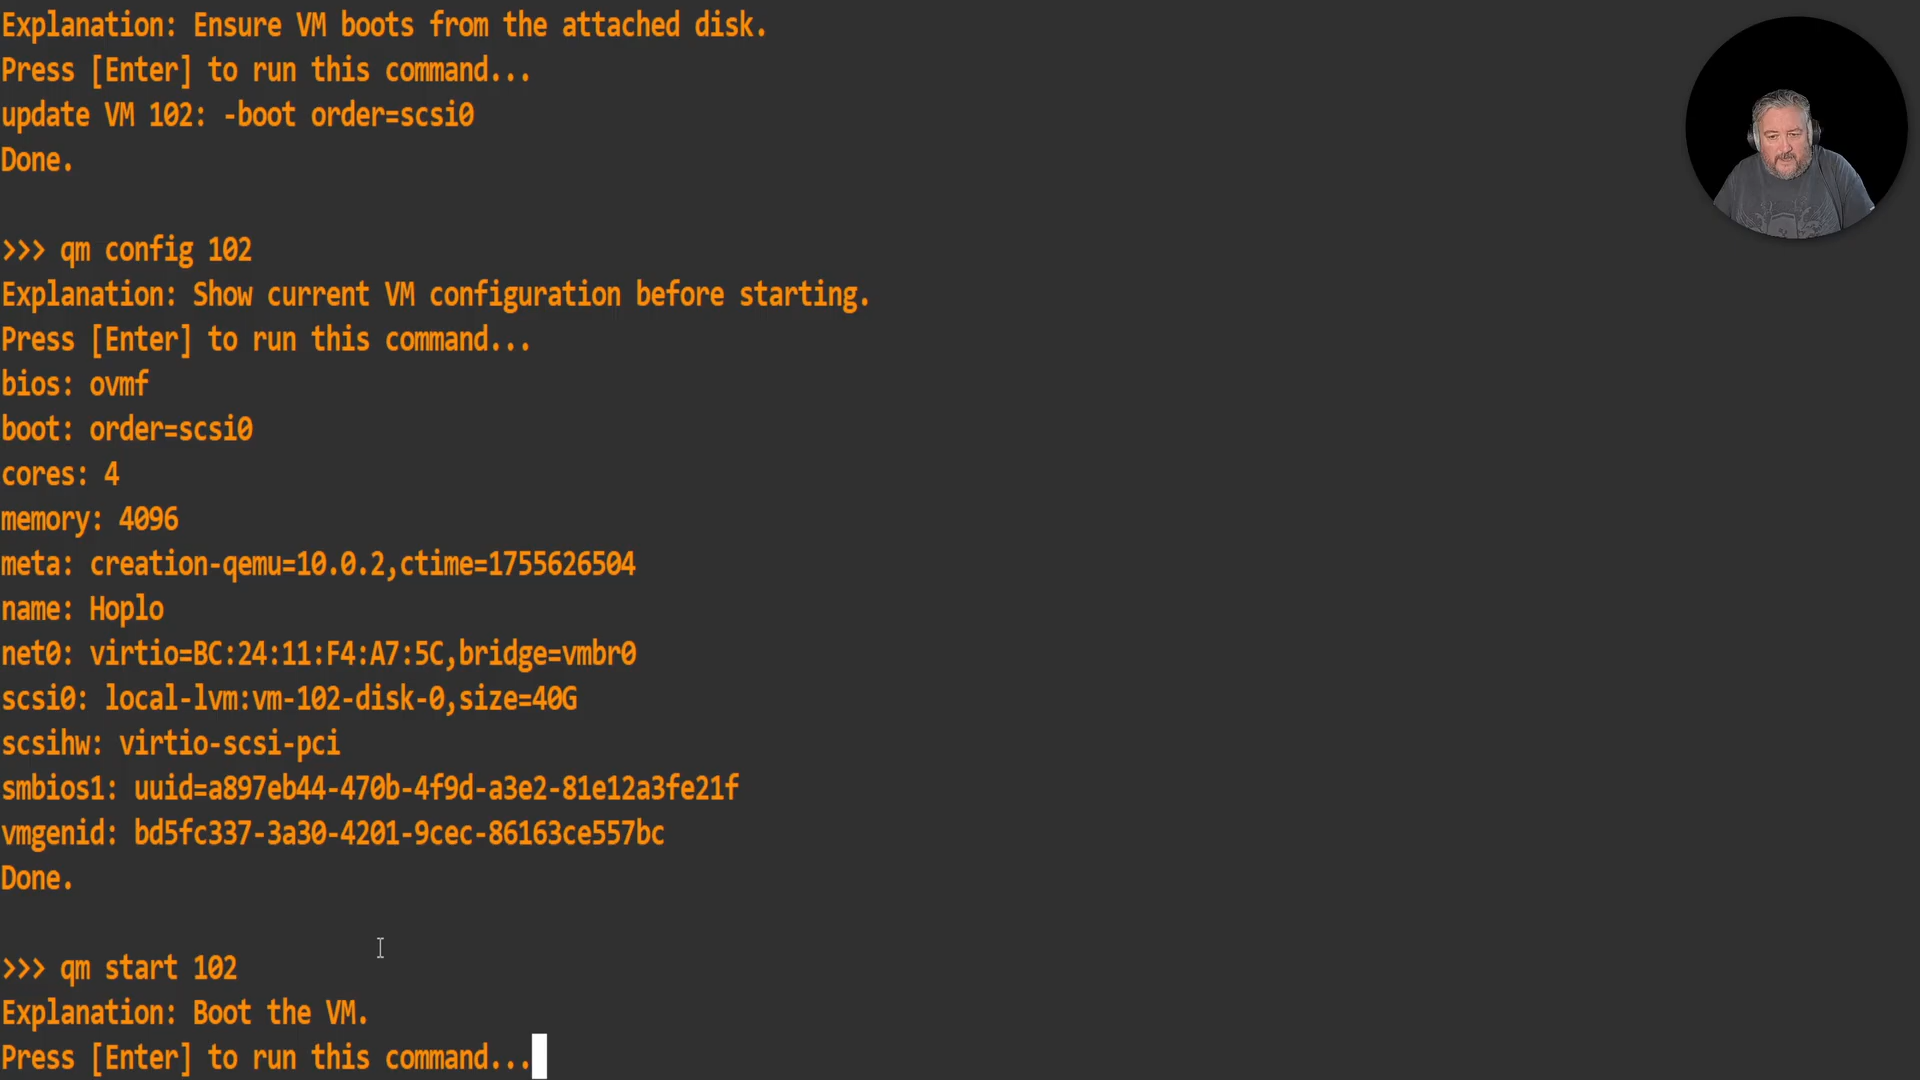 Explanation: Ensure VM boots from the attached disk.
Press [Enter] to run this command...
update VM 102: -boot order=scsi0
Done.
>>> qm config 102
Explanation: Show current VM configuration before starting.
Press [Enter] to run this command...
bios: ovmf
boot: order=scsi0
cores: 4
memory: 4096
meta: creation-qemu=10.0.2,ctime=1755626504
name: Hoplo
net0: virtio=BC:24:11:F4:A7:5C,bridge=vmbr0
scsi0: local-lvm:vm-102-disk-0,size=40G
scsihw: virtio-scsi-pci
smbios1: uuid=a897eb44-470b-4f9d-a3e2-81e12a3fe21f
vmgenid: bd5fc337-3a30-4201-9cec-86163ce557bc
Done.
>>> qm start 102
Explanation: Boot the VM.
Press [Enter] to run this command...